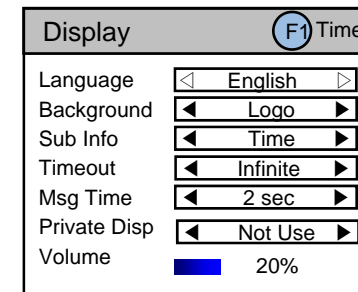 Display F1 Time
Language ◁ English ▷
Background ◀ Logo ▶
Sub Info ◀ Time ▶
Timeout ◀ Infinite ▶
Msg Time ◀ 2 sec ▶
Private Disp ◀ Not Use ▶
Volume 20%